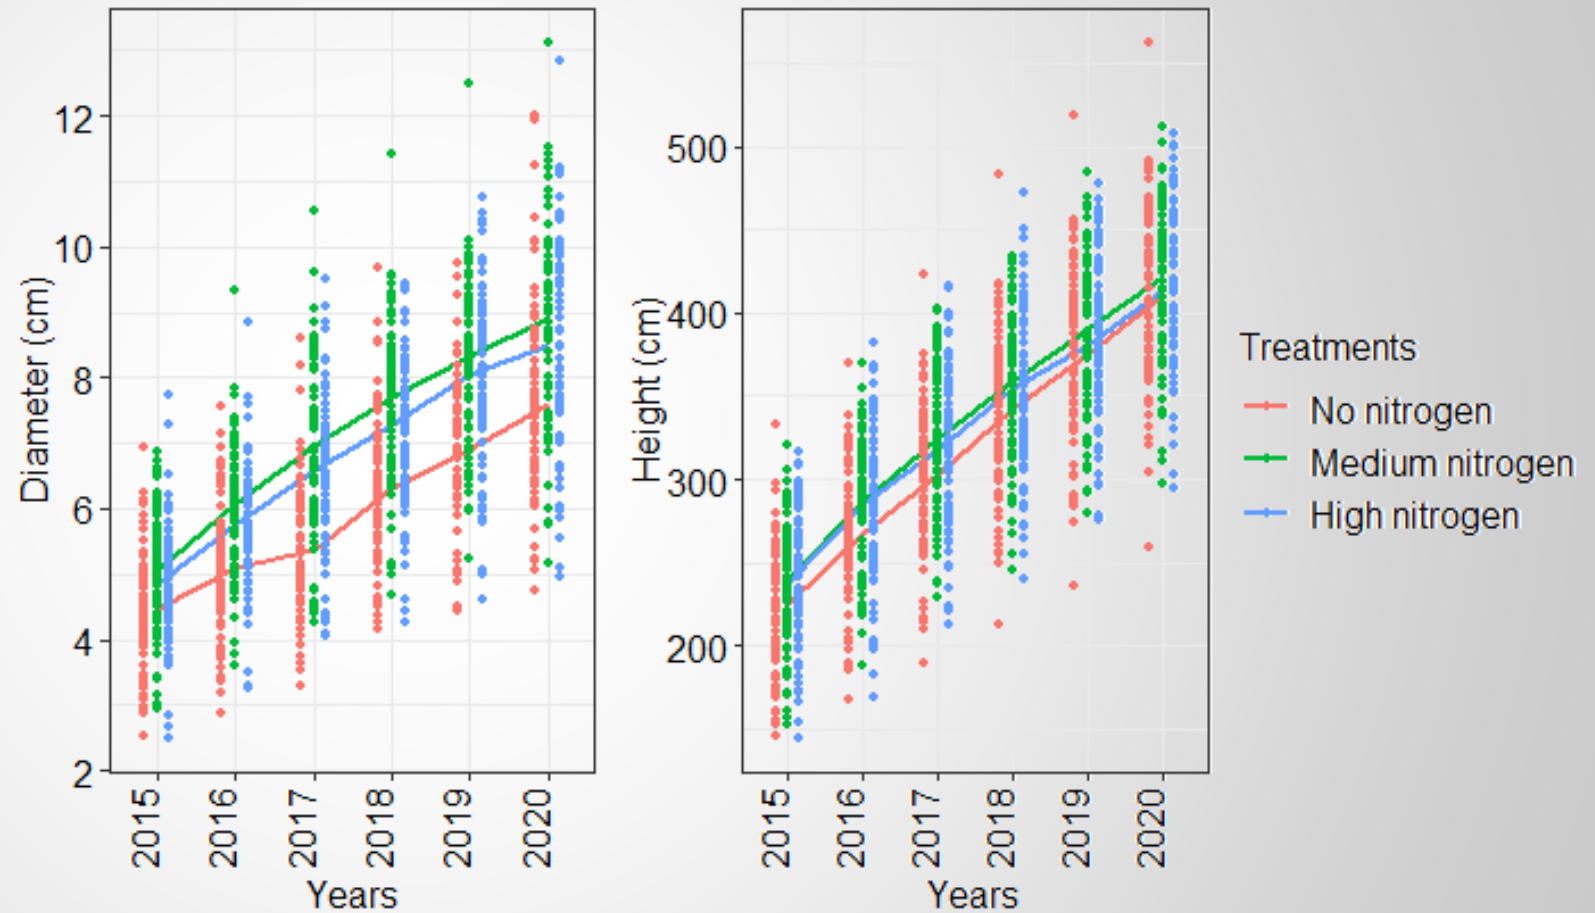 Diameter (cm)
12
10
8
6
4
2
2015
2016
2017
2018
2019
2020
Years
Height (cm)
500
400
300
200
2015
2016
2017
2018
2019
2020
Years
Treatments
No nitrogen
Medium nitrogen
High nitrogen